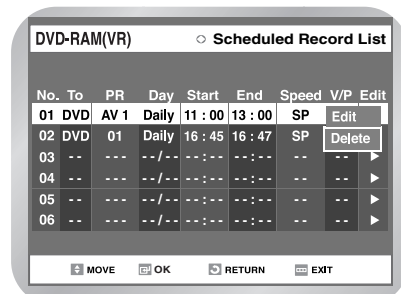 DVD-RAM(VR) Scheduled Record List
No. To PR Day Start End Speed V/P Edit
01 DVD AV 1 Daily 11 : 00 13 : 00 SP Edit
02 DVD 01 Daily 16 : 45 16 : 47 SP Delete
03 -- --- --/-- --:-- --:-- -- -- ►
04 -- --- --/-- --:-- --:-- -- -- ►
05 -- --- --/-- --:-- --:-- -- -- ►
06 -- --- --/-- --:-- --:-- -- -- ►
MOVE OK RETURN EXIT